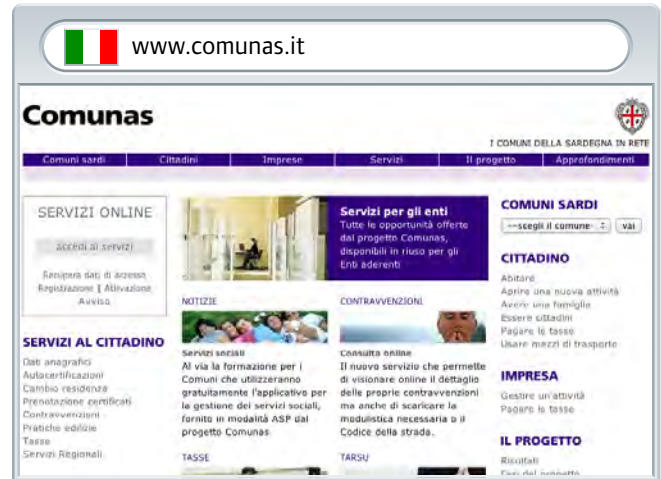 www.comunas.it
Comunas
I COMUNI DELLA SARDEGNA IN RETE
Comuni sardi
Cittadini
Imprese
Servizi
Il progetto
Approfondimenti
SERVIZI ONLINE
accedi ai servizi
Recupera dati di accesso
Registrazione | Attivazione
Avviso
SERVIZI AL CITTADINO
Dati anagrafici
Autocertificazioni
Cambio residenza
Prenotazione certificati
Contravvenzioni
Pratiche edilizie
Tasse
Servizi Regionali
Servizi per gli enti
Tutte le opportunità offerte
dal progetto Comunas,
disponibili in riuso per gli
Enti aderenti
NOTIZIE
Servizi sociali
Al via la formazione per i
Comuni che utilizzeranno
gratuitamente l'applicativo per
la gestione dei servizi sociali,
fornito in modalità ASP dal
progetto Comunas
TASSE
CONTRAVVENZIONI
Consulta online
Il nuovo servizio che permette
di visionare online il dettaglio
delle proprie contravvenzioni
ma anche di scaricare la
modulistica necessaria o il
Codice della strada.
TARSU
COMUNI SARDI
--scegli il comune-
vai
CITTADINO
Abitare
Aprire una nuova attività
Avere una famiglia
Essere cittadini
Pagare le tasse
Usare mezzi di trasporto
IMPRESA
Gestire un'attività
Pagare le tasse
IL PROGETTO
Risultati
Fasi del progetto